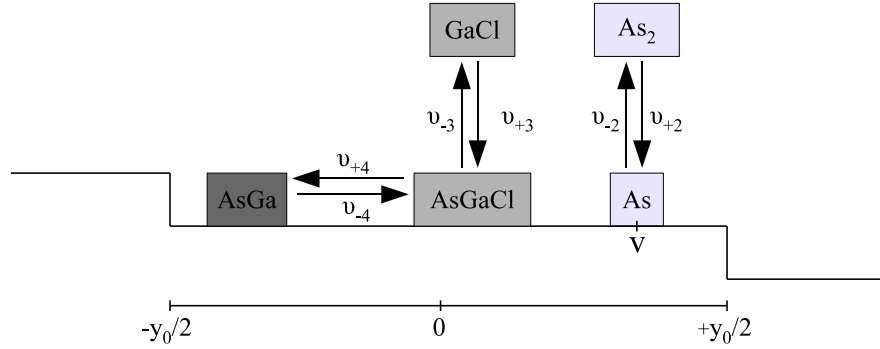 GaCl As₂
υ₋₃ υ₊₃ υ₋₂ υ₊₂
υ₊₄
AsGa AsGaCl As
υ₋₄
V
-y₀/2 0 +y₀/2